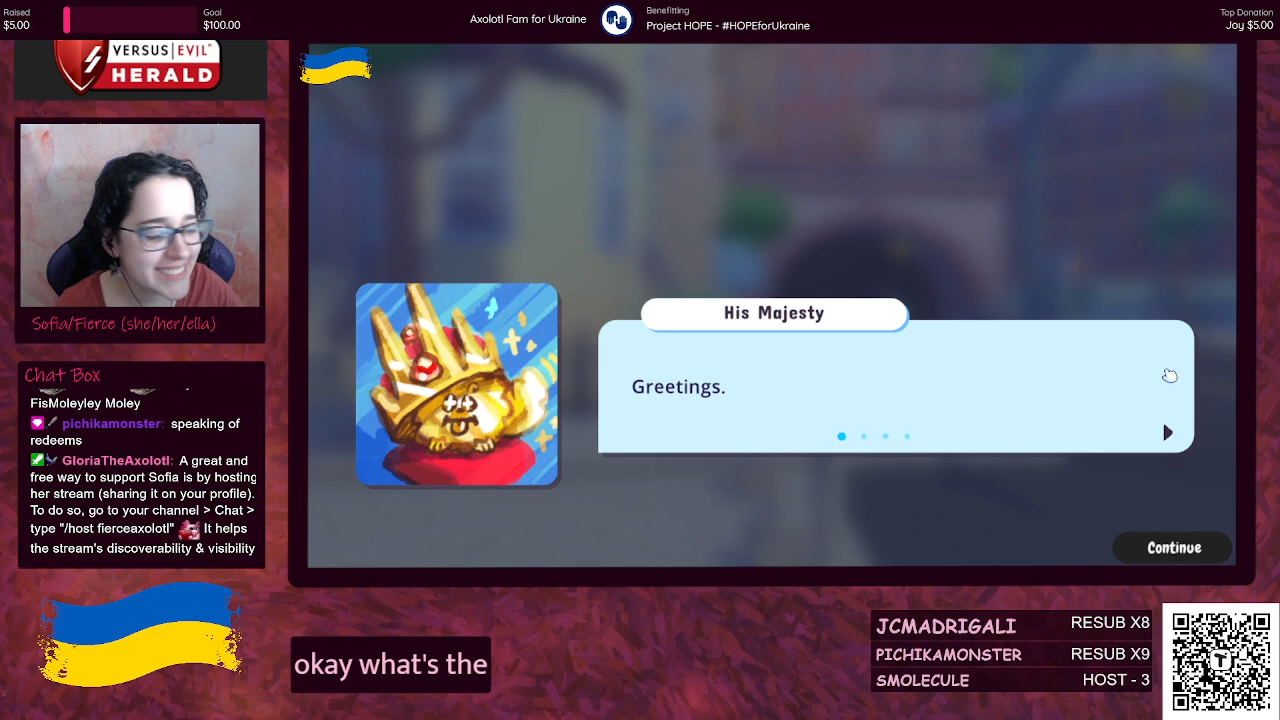 Raised
$5.00
Goal
$100.00
Axolotl Fam for Ukraine
Benefitting
Project HOPE - #HOPEforUkraine
Top Donation
Joy $5.00
VERSUS EVIL
HERALD
Sofia/Fierce (she/her/ella)
Chat Box
FisMoleyley Moley
pichikamonster: speaking of
redeems
GloriaTheAxolotl: A great and
free way to support Sofia is by hosting
her stream (sharing it on your profile).
To do so, go to your channel > Chat >
type "/host fierceaxolotl" It helps
the stream's discoverability & visibility
His Majesty
Greetings.
Continue
okay what's the
JCMADRIGALI RESUB X8
PICHIKAMONSTER RESUB X9
SMOLECULE HOST - 3
T